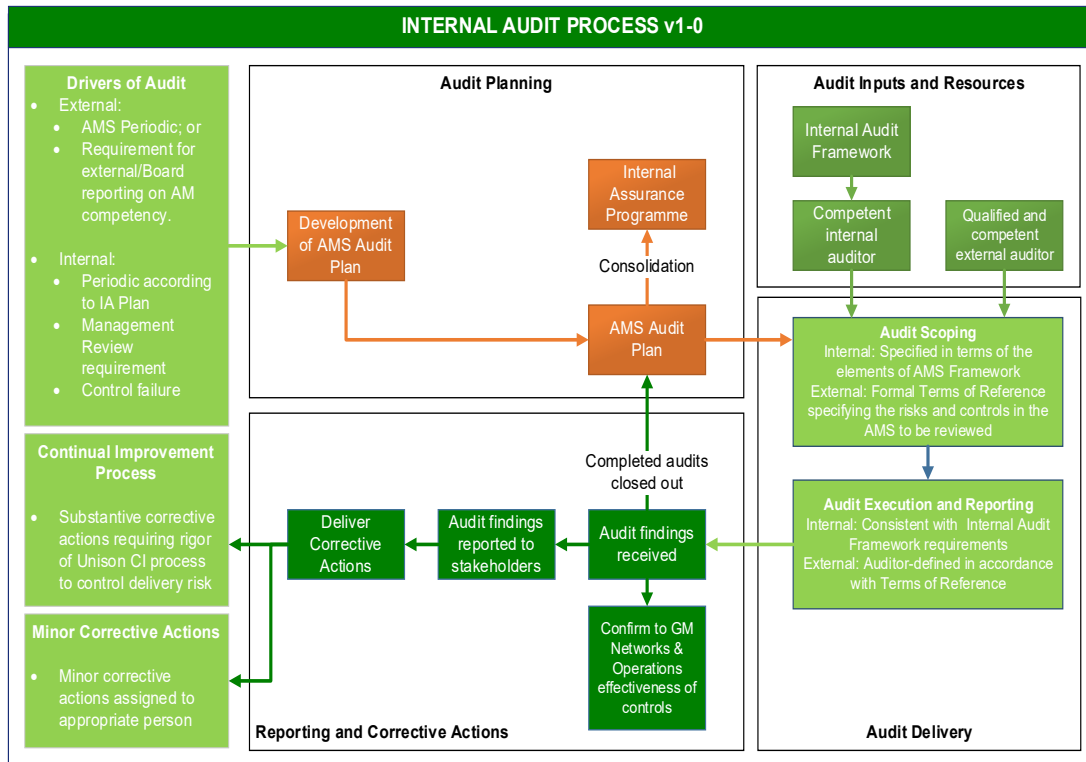 INTERNAL AUDIT PROCESS v1-0
Drivers of Audit
• External:
• AMS Periodic; or
• Requirement for
external/Board
reporting on AM
competency.
• Internal:
• Periodic according
to IA Plan
• Management
Review
requirement
• Control failure
Audit Planning
Development
of AMS Audit
Plan
Internal
Assurance
Programme
Consolidation
AMS Audit
Plan
Audit Inputs and Resources
Internal Audit
Framework
Competent
internal
auditor
Qualified and
competent
external auditor
Audit Scoping
Internal: Specified in terms of the
elements of AMS Framework
External: Formal Terms of Reference
specifying the risks and controls in the
AMS to be reviewed
Audit Execution and Reporting
Internal: Consistent with Internal Audit
Framework requirements
External: Auditor-defined in accordance
with Terms of Reference
Audit Delivery
Completed audits
closed out
Audit findings
received
Audit findings
reported to
stakeholders
Deliver
Corrective
Actions
Confirm to GM
Networks &
Operations
effectiveness of
controls
Reporting and Corrective Actions
Continual Improvement
Process
• Substantive corrective
actions requiring rigor
of Unison CI process
to control delivery risk
Minor Corrective Actions
• Minor corrective
actions assigned to
appropriate person